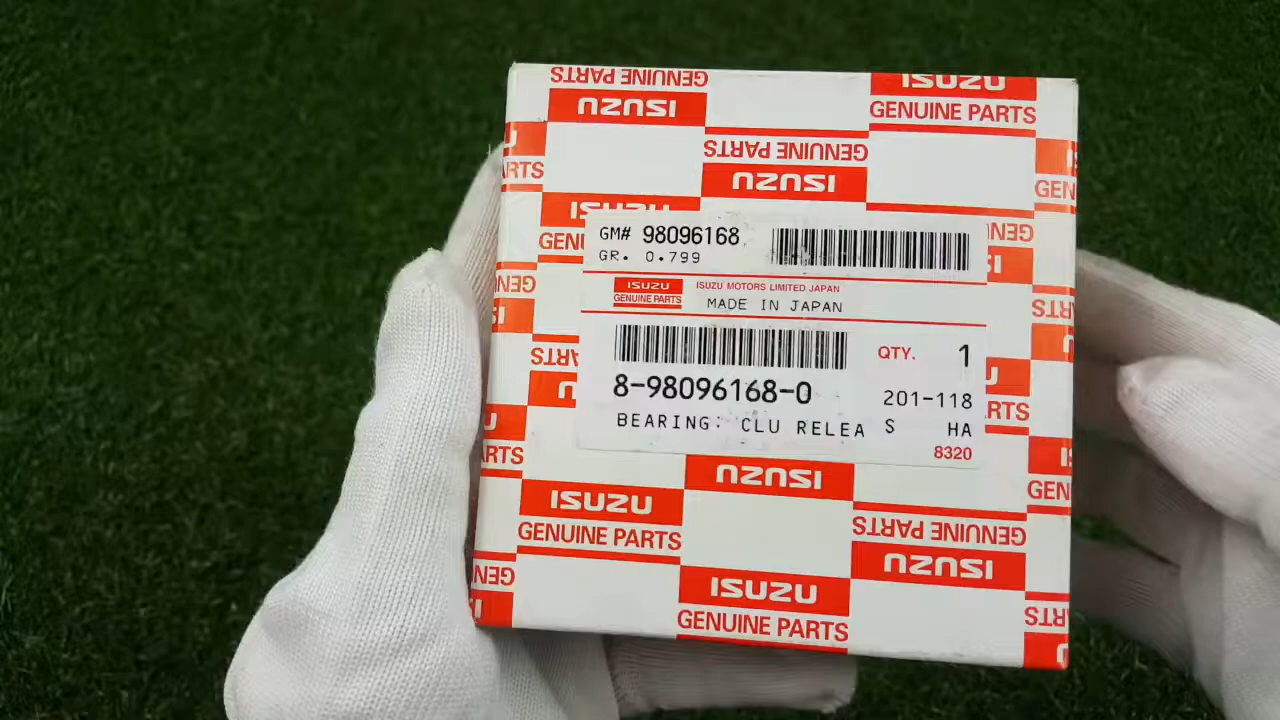 GENUINE PARTS
ISUZU
ISUZU
GENUINE PARTS
GENUINE PARTS
ISUZU
GM# 98096168
GR. 0.799
ISUZU
GENUINE PARTS
ISUZU MOTORS LIMITED JAPAN
MADE IN JAPAN
QTY. 1
8-98096168-0
201-118
BEARING: CLU RELEA S HA
8320
ISUZU
ISUZU
GENUINE PARTS
GENUINE PARTS
ISUZU
ISUZU
GENUINE PARTS